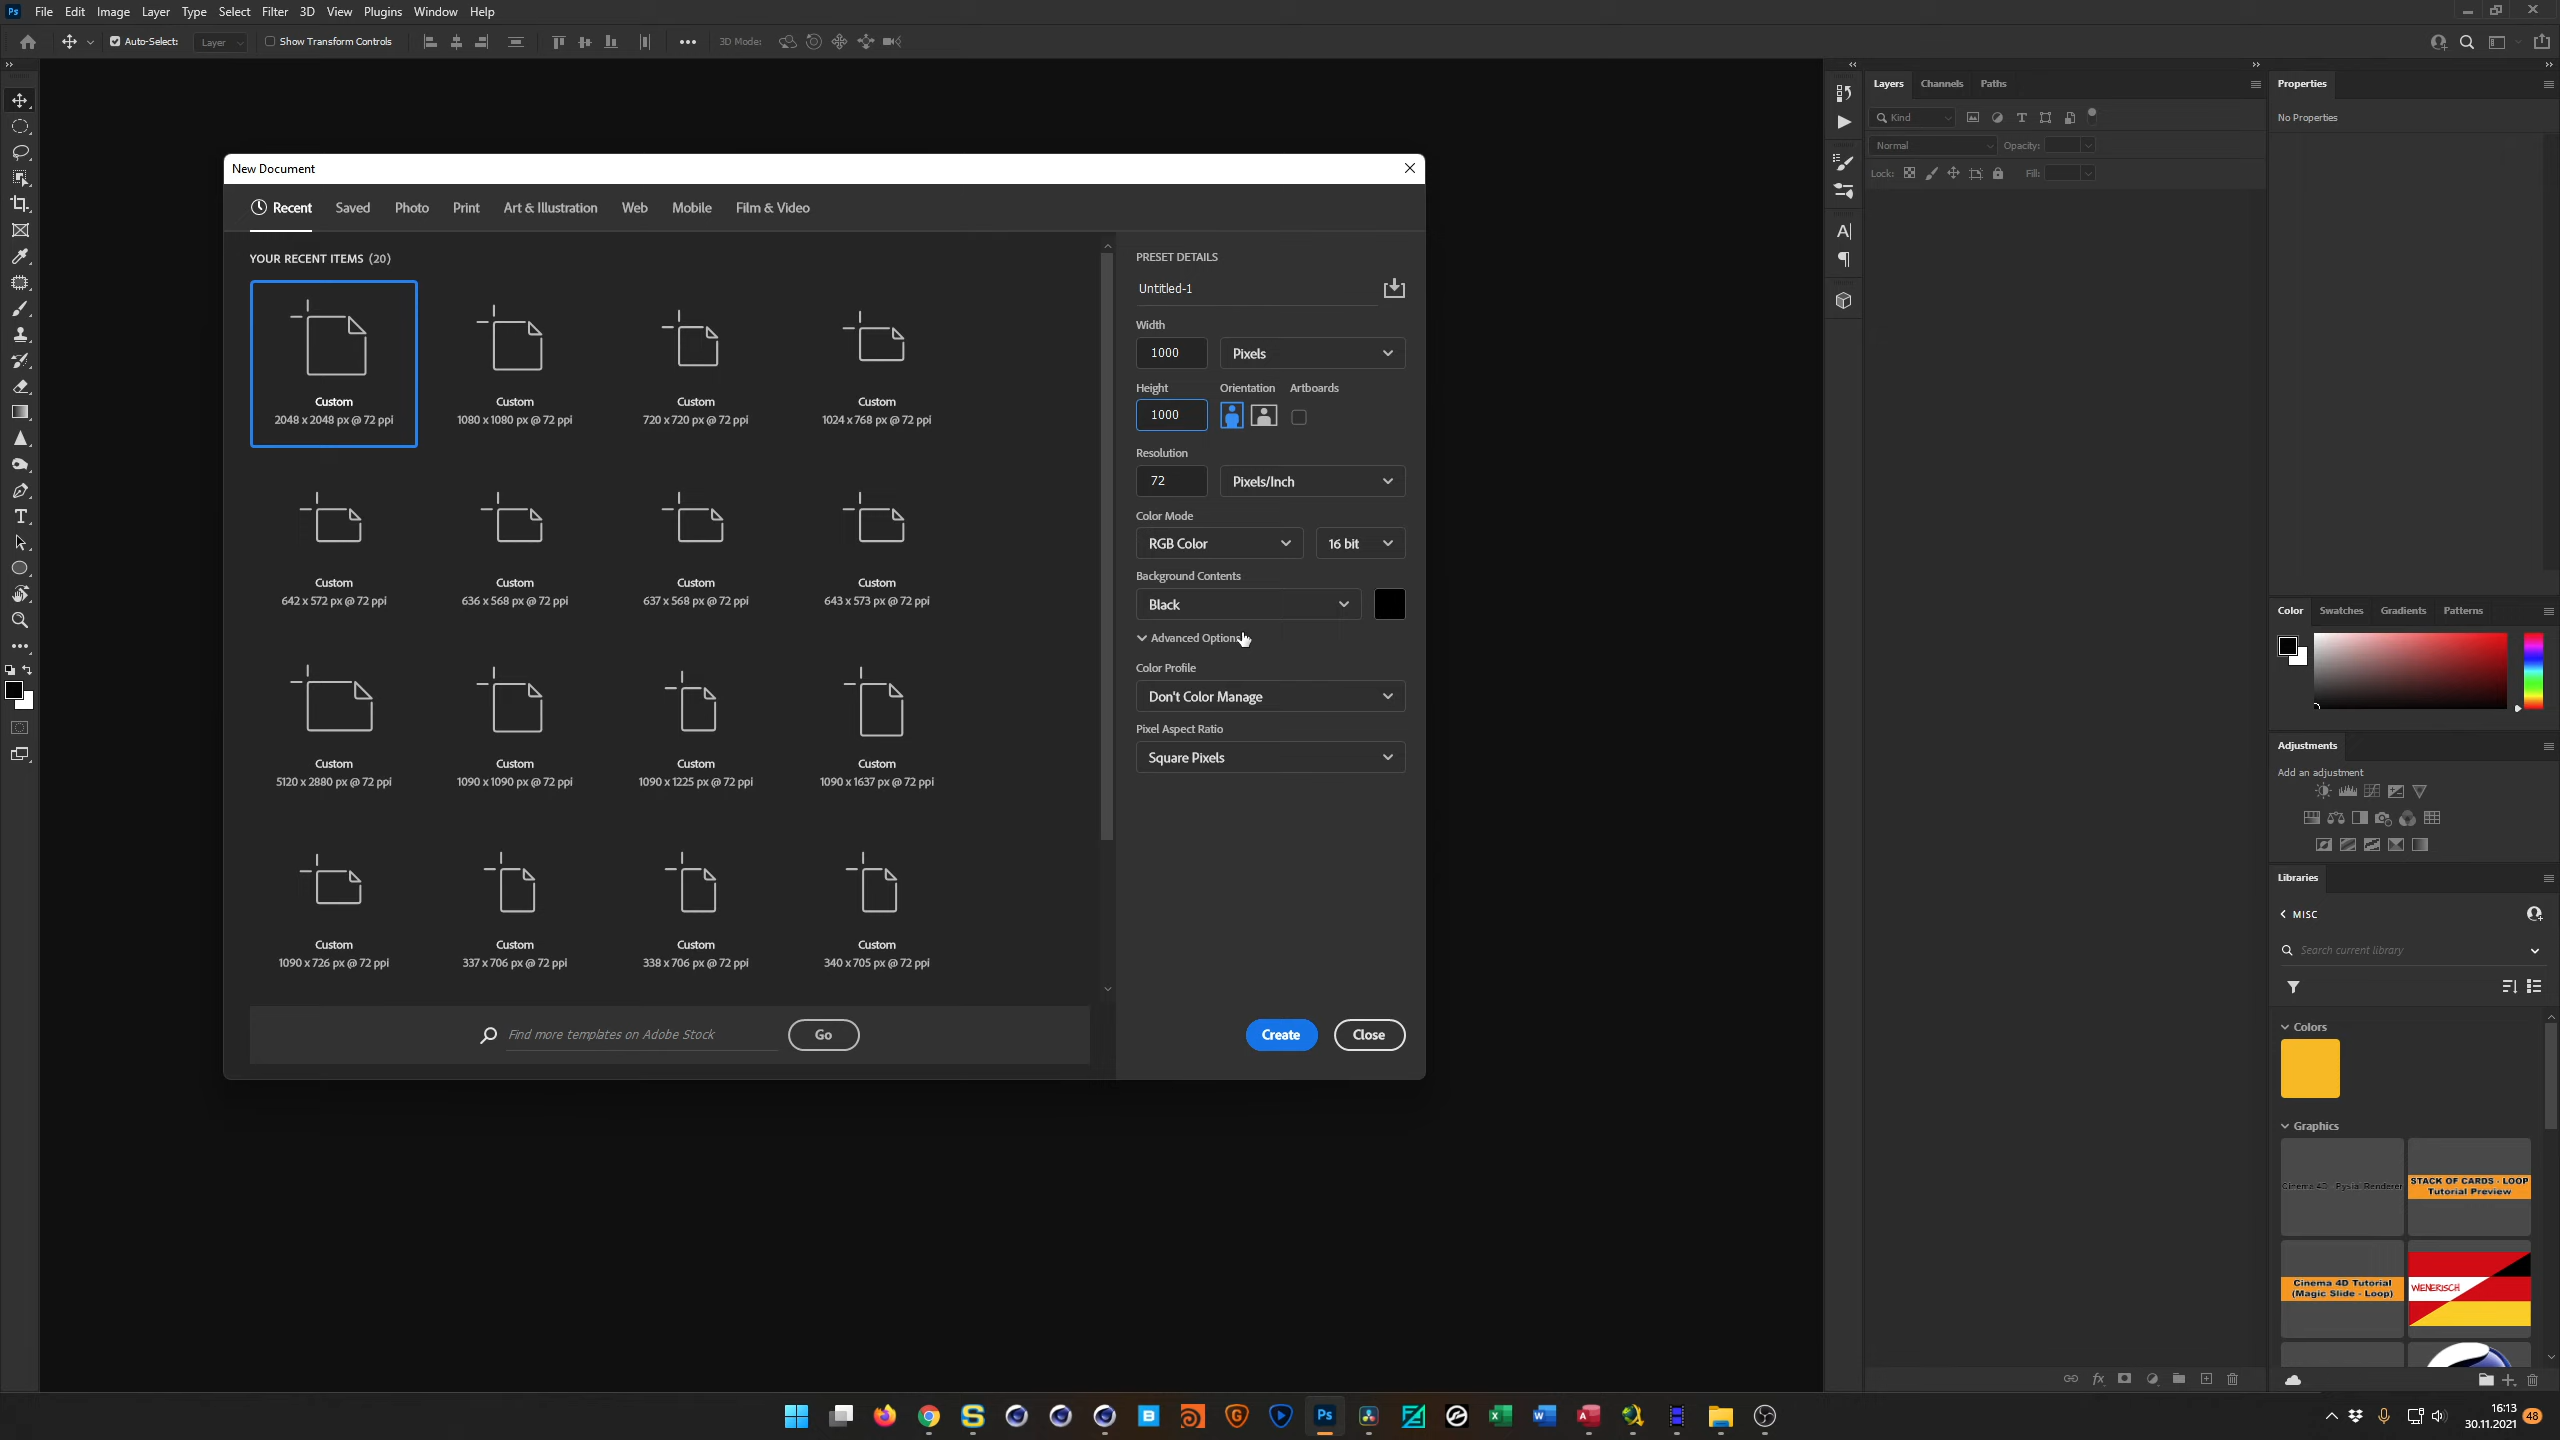 Ps File Edit Image Layer Type Select Filter 3D View Plugins Window Help
Auto-Select: Layer Show Transform Controls 3D Mode:
Layers Channels Paths
Kind
Normal Opacity:
Lock: Fill:
Properties
No Properties
New Document
Recent Saved Photo Print Art & Illustration Web Mobile Film & Video
YOUR RECENT ITEMS (20)
Custom Custom Custom Custom
2048 x 2048 px @ 72 ppi 1080 x 1080 px @ 72 ppi 720 x 720 px @ 72 ppi 1024 x 768 px @ 72 ppi
Custom Custom Custom Custom
642 x 572 px @ 72 ppi 636 x 568 px @ 72 ppi 637 x 568 px @ 72 ppi 643 x 573 px @ 72 ppi
Custom Custom Custom Custom
5120 x 2880 px @ 72 ppi 1090 x 1090 px @ 72 ppi 1090 x 1225 px @ 72 ppi 1090 x 1637 px @ 72 ppi
Custom Custom Custom Custom
1090 x 726 px @ 72 ppi 337 x 706 px @ 72 ppi 338 x 706 px @ 72 ppi 340 x 705 px @ 72 ppi
Find more templates on Adobe Stock Go
PRESET DETAILS
Untitled-1
Width
1000 Pixels
Height Orientation Artboards
1000
Resolution
72 Pixels/Inch
Color Mode
RGB Color 16 bit
Background Contents
Black
Advanced Options
Color Profile
Don't Color Manage
Pixel Aspect Ratio
Square Pixels
Create Close
Color Swatches Gradients Patterns
Adjustments
Add an adjustment
Libraries
MISC
Search current library
Colors
Graphics
STACK OF CARDS - LOOP
Tutorial Preview
Cinema 4D Tutorial
(Magic Slide - Loop)
WIENERISCH
16:13
30.11.2021
48